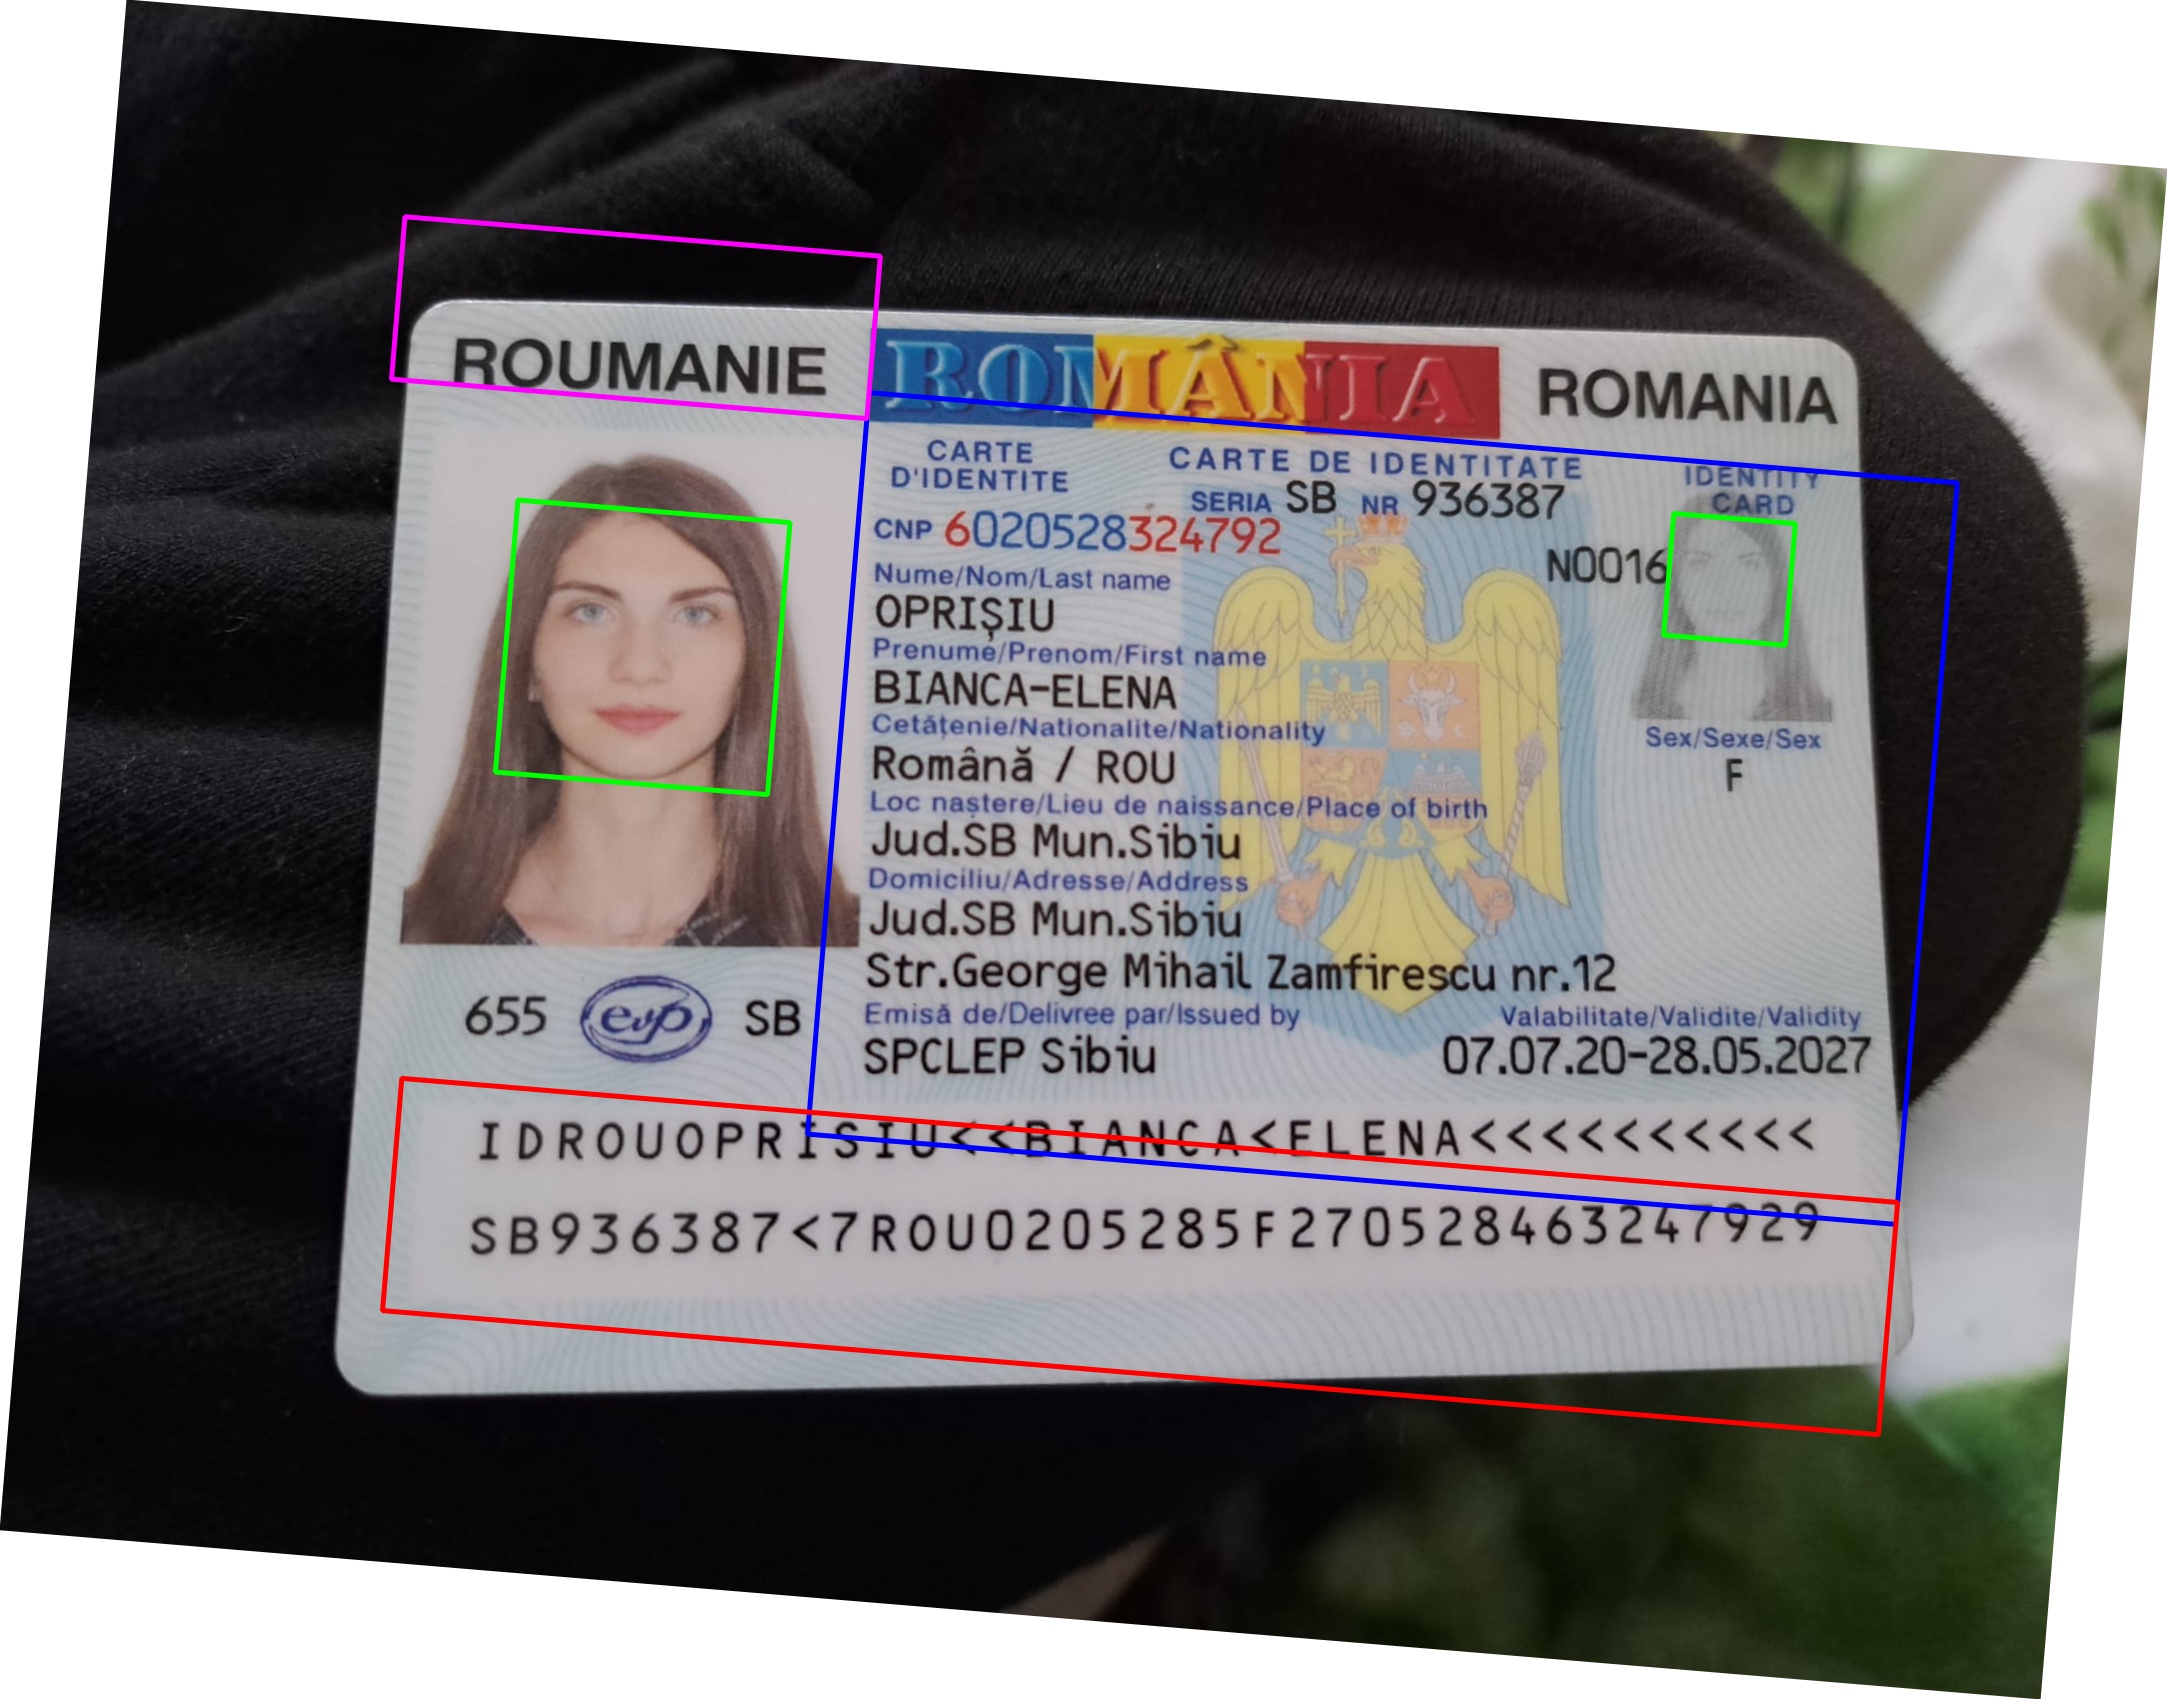 ROUMANIE ROMÂNIA ROMANIA
CARTE D'IDENTITE
CARTE DE IDENTITATE
IDENTITY CARD
SERIA SB NR 936387
CNP 6020528324792
N0016
Nume/Nom/Last name
OPRIȘIU
Prenume/Prenom/First name
BIANCA-ELENA
Cetățenie/Nationalite/Nationality
Română / ROU
Sex/Sexe/Sex
F
Loc naștere/Lieu de naissance/Place of birth
Jud.SB Mun.Sibiu
Domiciliu/Adresse/Address
Jud.SB Mun.Sibiu
Str.George Mihail Zamfirescu nr.12
655 evp SB
Emisă de/Delivree par/Issued by
SPCLEP Sibiu
Valabilitate/Validite/Validity
07.07.20-28.05.2027
IDROUOPRISIU<<BIANCA<ELENA<<<<<<<<<<
SB936387<7ROU0205285F270528463247929